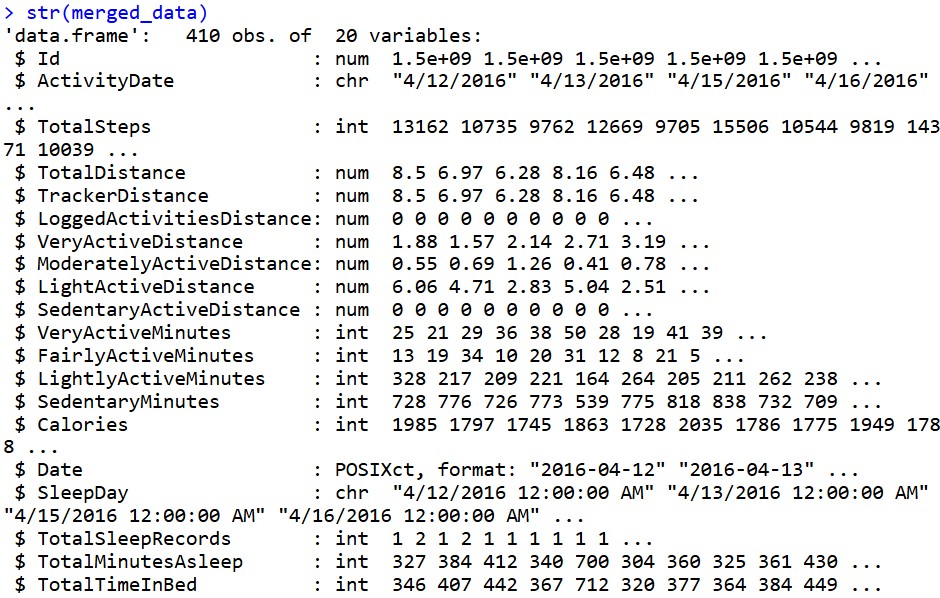 > str(merged_data)
'data.frame':   410 obs. of  20 variables:
 $ Id                      : num  1.5e+09 1.5e+09 1.5e+09 1.5e+09 1.5e+09 ...
 $ ActivityDate            : chr  "4/12/2016" "4/13/2016" "4/15/2016" "4/16/2016"
...
 $ TotalSteps              : int  13162 10735 9762 12669 9705 15506 10544 9819 143
71 10039 ...
 $ TotalDistance           : num  8.5 6.97 6.28 8.16 6.48 ...
 $ TrackerDistance         : num  8.5 6.97 6.28 8.16 6.48 ...
 $ LoggedActivitiesDistance: num  0 0 0 0 0 0 0 0 0 0 ...
 $ VeryActiveDistance      : num  1.88 1.57 2.14 2.71 3.19 ...
 $ ModeratelyActiveDistance: num  0.55 0.69 1.26 0.41 0.78 ...
 $ LightActiveDistance     : num  6.06 4.71 2.83 5.04 2.51 ...
 $ SedentaryActiveDistance : num  0 0 0 0 0 0 0 0 0 0 ...
 $ VeryActiveMinutes       : int  25 21 29 36 38 50 28 19 41 39 ...
 $ FairlyActiveMinutes     : int  13 19 34 10 20 31 12 8 21 5 ...
 $ LightlyActiveMinutes    : int  328 217 209 221 164 264 205 211 262 238 ...
 $ SedentaryMinutes        : int  728 776 726 773 539 775 818 838 732 709 ...
 $ Calories                : int  1985 1797 1745 1863 1728 2035 1786 1775 1949 178
8 ...
 $ Date                    : POSIXct, format: "2016-04-12" "2016-04-13" ...
 $ SleepDay                : chr  "4/12/2016 12:00:00 AM" "4/13/2016 12:00:00 AM"
"4/15/2016 12:00:00 AM" "4/16/2016 12:00:00 AM" ...
 $ TotalSleepRecords       : int  1 2 1 2 1 1 1 1 1 1 ...
 $ TotalMinutesAsleep      : int  327 384 412 340 700 304 360 325 361 430 ...
 $ TotalTimeInBed          : int  346 407 442 367 712 320 377 364 384 449 ...